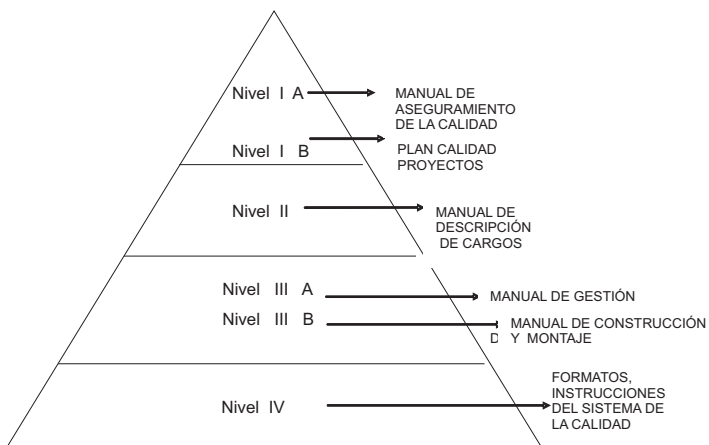 Nivel I A
MANUAL DE
ASEGURAMIENTO
DE LA CALIDAD
Nivel I B
PLAN CALIDAD
PROYECTOS
Nivel II
MANUAL DE
DESCRIPCIÓN
DE CARGOS
Nivel III A
MANUAL DE GESTIÓN
Nivel III B
MANUAL DE CONSTRUCCIÓN
D Y MONTAJE
Nivel IV
FORMATOS,
INSTRUCCIONES
DEL SISTEMA DE
LA CALIDAD